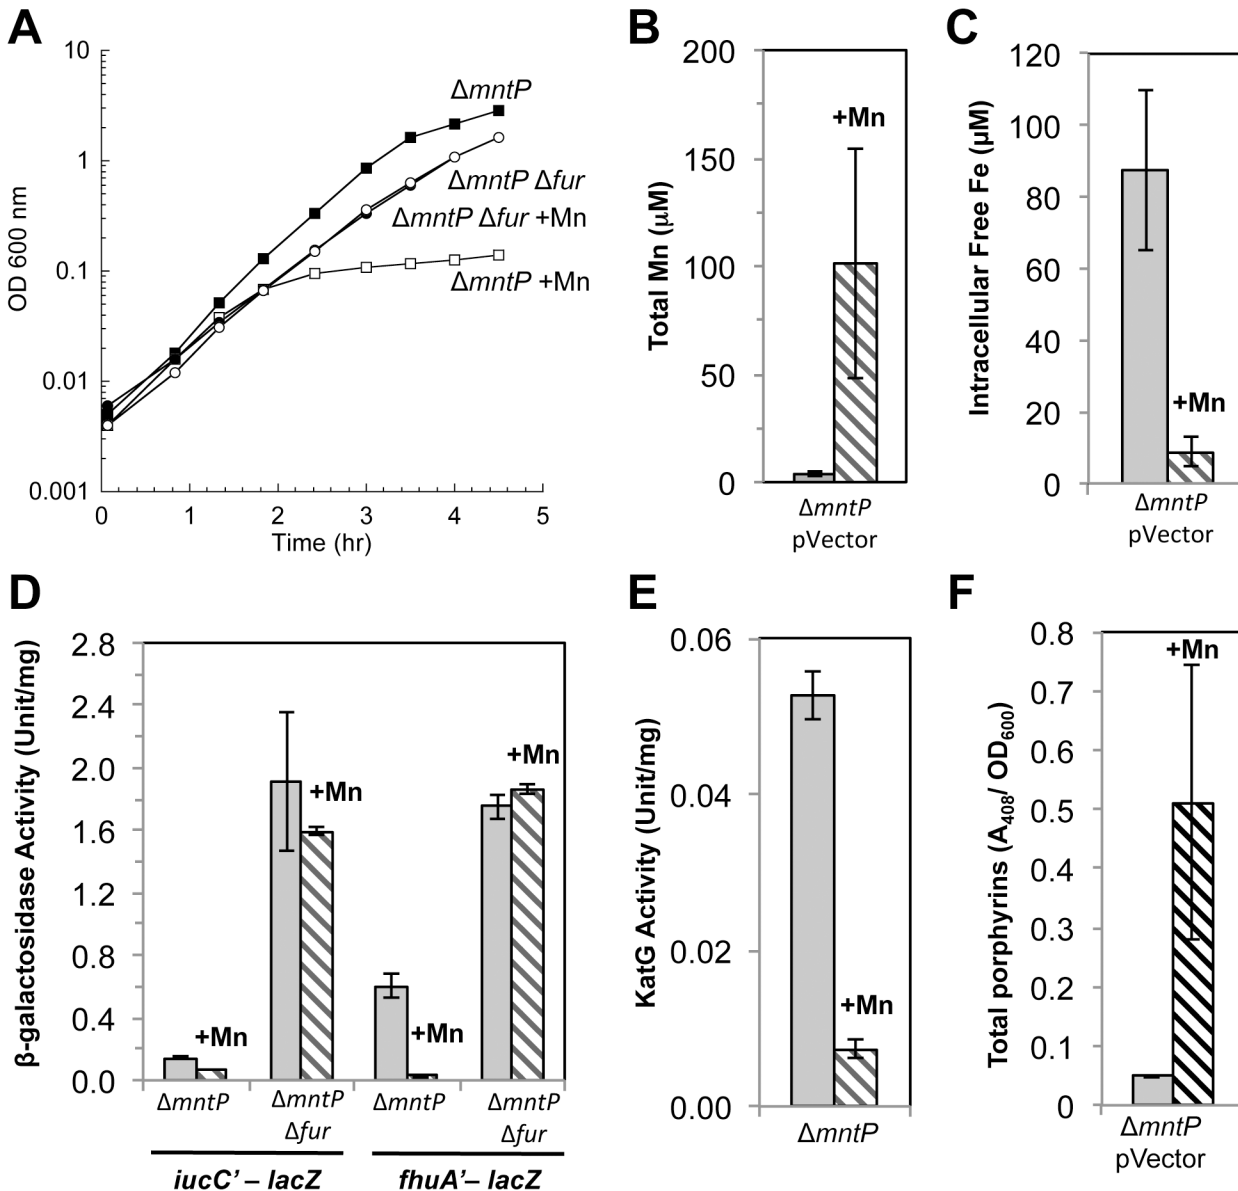 A
10
1
0.1
0.01
0.001
OD 600 nm
0
1
2
3
4
5
Time (hr)
ΔmntP
ΔmntP Δfur
ΔmntP Δfur +Mn
ΔmntP +Mn
B
200
150
100
50
0
Total Mn (μM)
+Mn
ΔmntP
pVector
C
120
100
80
60
40
20
0
Intracellular Free Fe (μM)
+Mn
ΔmntP
pVector
D
2.8
2.4
2.0
1.6
1.2
0.8
0.4
0.0
β-galactosidase Activity (Unit/mg)
+Mn
+Mn
+Mn
+Mn
ΔmntP
ΔmntP
Δfur
ΔmntP
ΔmntP
Δfur
iucC' – lacZ
fhuA'– lacZ
E
0.06
0.04
0.02
0.00
KatG Activity (Unit/mg)
+Mn
ΔmntP
F
0.8
0.7
0.6
0.5
0.4
0.3
0.2
0.1
0
Total porphyrins (A408/ OD600)
+Mn
ΔmntP
pVector